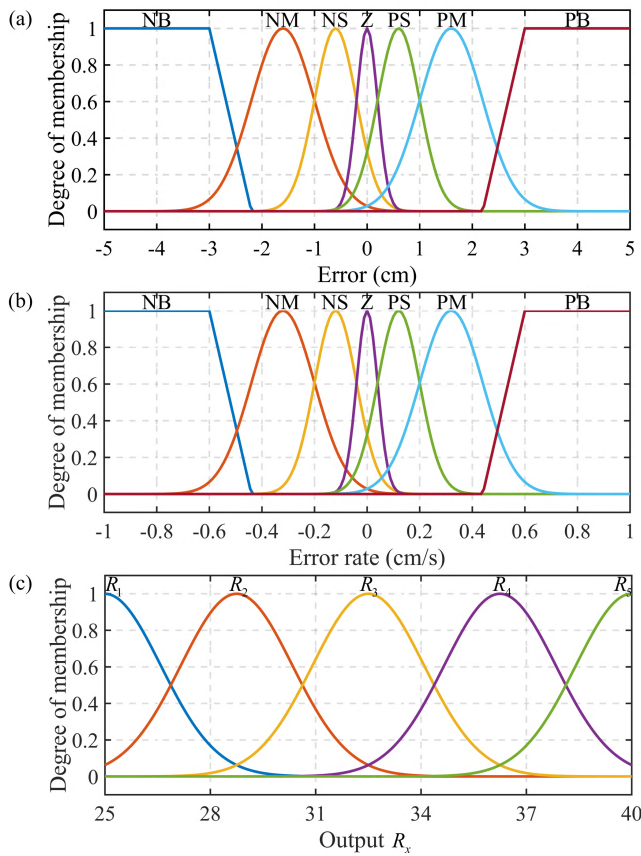 (a)
NB NM NS Z PS PM PB
Degree of membership
1
0.8
0.6
0.4
0.2
0
-5 -4 -3 -2 -1 0 1 2 3 4 5
Error (cm)
(b)
NB NM NS Z PS PM PB
Degree of membership
1
0.8
0.6
0.4
0.2
0
-1 -0.8 -0.6 -0.4 -0.2 0 0.2 0.4 0.6 0.8 1
Error rate (cm/s)
(c)
R₁ R₂ R₃ R₄ R₅
Degree of membership
1
0.8
0.6
0.4
0.2
0
25 28 31 34 37 40
Output Rₓ